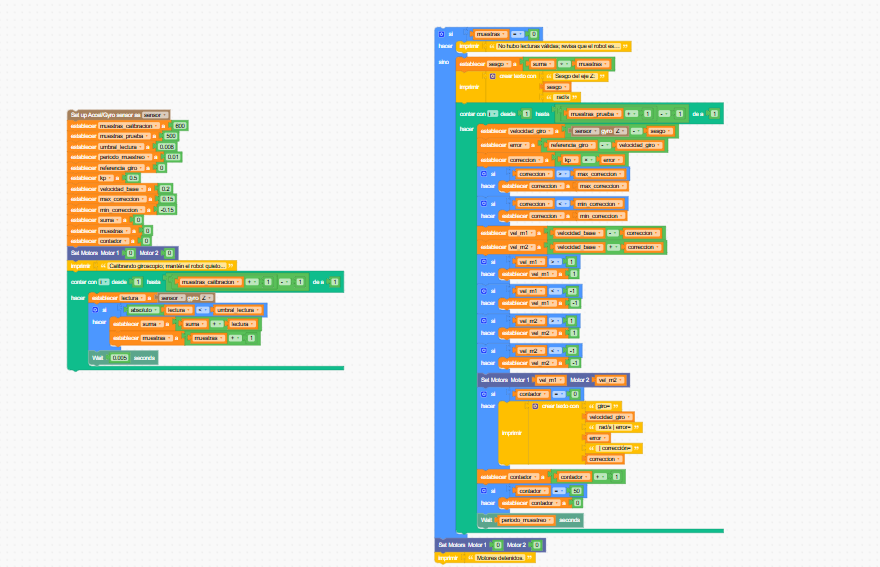 Set up Accel/Gyro sensor as sensor
establecer muestras_calibracion a 600
establecer muestras_prueba a 500
establecer umbral_lectura a 0.008
establecer periodo_muestreo a 0.01
establecer referencia_giro a 0
establecer kp a 0.5
establecer velocidad_base a 0.2
establecer max_correccion a 0.15
establecer min_correccion a -0.15
establecer suma a 0
establecer muestras a 0
establecer contador a 0
Set Motors Motor 1 0 Motor 2 0
imprimir Calibrando giroscopio; mantén el robot quieto...
contar con i desde 1 hasta muestras_calibracion + 1 - 1 de a 1
hacer establecer lectura a sensor gyro Z
si absoluto lectura < umbral_lectura
hacer establecer suma a suma + lectura
establecer muestras a muestras + 1
Wait 0.005 seconds
si muestras = 0
hacer imprimir No hubo lecturas válidas; revisa que el robot es...
sino establecer sesgo a suma ÷ muestras
imprimir crear texto con Sesgo del eje Z:
sesgo
rad/s
contar con i desde 1 hasta muestras_prueba + 1 - 1 de a 1
hacer establecer velocidad_giro a sensor gyro Z - sesgo
establecer error a referencia_giro - velocidad_giro
establecer correccion a kp × error
si correccion > max_correccion
hacer establecer correccion a max_correccion
si correccion < min_correccion
hacer establecer correccion a min_correccion
establecer vel_m1 a velocidad_base - correccion
establecer vel_m2 a velocidad_base + correccion
si vel_m1 > 1
hacer establecer vel_m1 a 1
si vel_m1 < -1
hacer establecer vel_m1 a -1
si vel_m2 > 1
hacer establecer vel_m2 a 1
si vel_m2 < -1
hacer establecer vel_m2 a -1
Set Motors Motor 1 vel_m1 Motor 2 vel_m2
si contador = 0
hacer imprimir crear texto con giro=
velocidad_giro
rad/s | error=
error
| corrección=
correccion
establecer contador a contador + 1
si contador = 50
hacer establecer contador a 0
Wait periodo_muestreo seconds
Set Motors Motor 1 0 Motor 2 0
imprimir Motores detenidos.